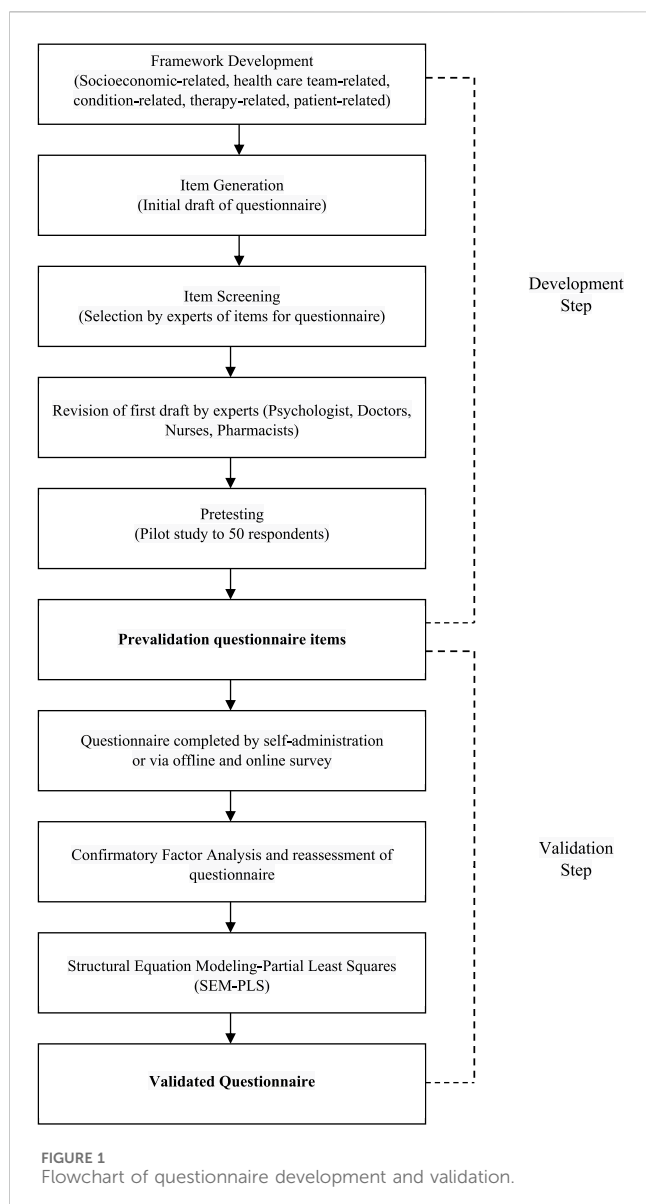 Framework Development
(Socioeconomic-related, health care team-related,
condition-related, therapy-related, patient-related)
Item Generation
(Initial draft of questionnaire)
Item Screening
(Selection by experts of items for questionnaire)
Development
Step
Revision of first draft by experts (Psychologist, Doctors,
Nurses, Pharmacists)
Pretesting
(Pilot study to 50 respondents)
Prevalidation questionnaire items
Questionnaire completed by self-administration
or via offline and online survey
Confirmatory Factor Analysis and reassessment of
questionnaire
Validation
Step
Structural Equation Modeling-Partial Least Squares
(SEM-PLS)
Validated Questionnaire
FIGURE 1
Flowchart of questionnaire development and validation.